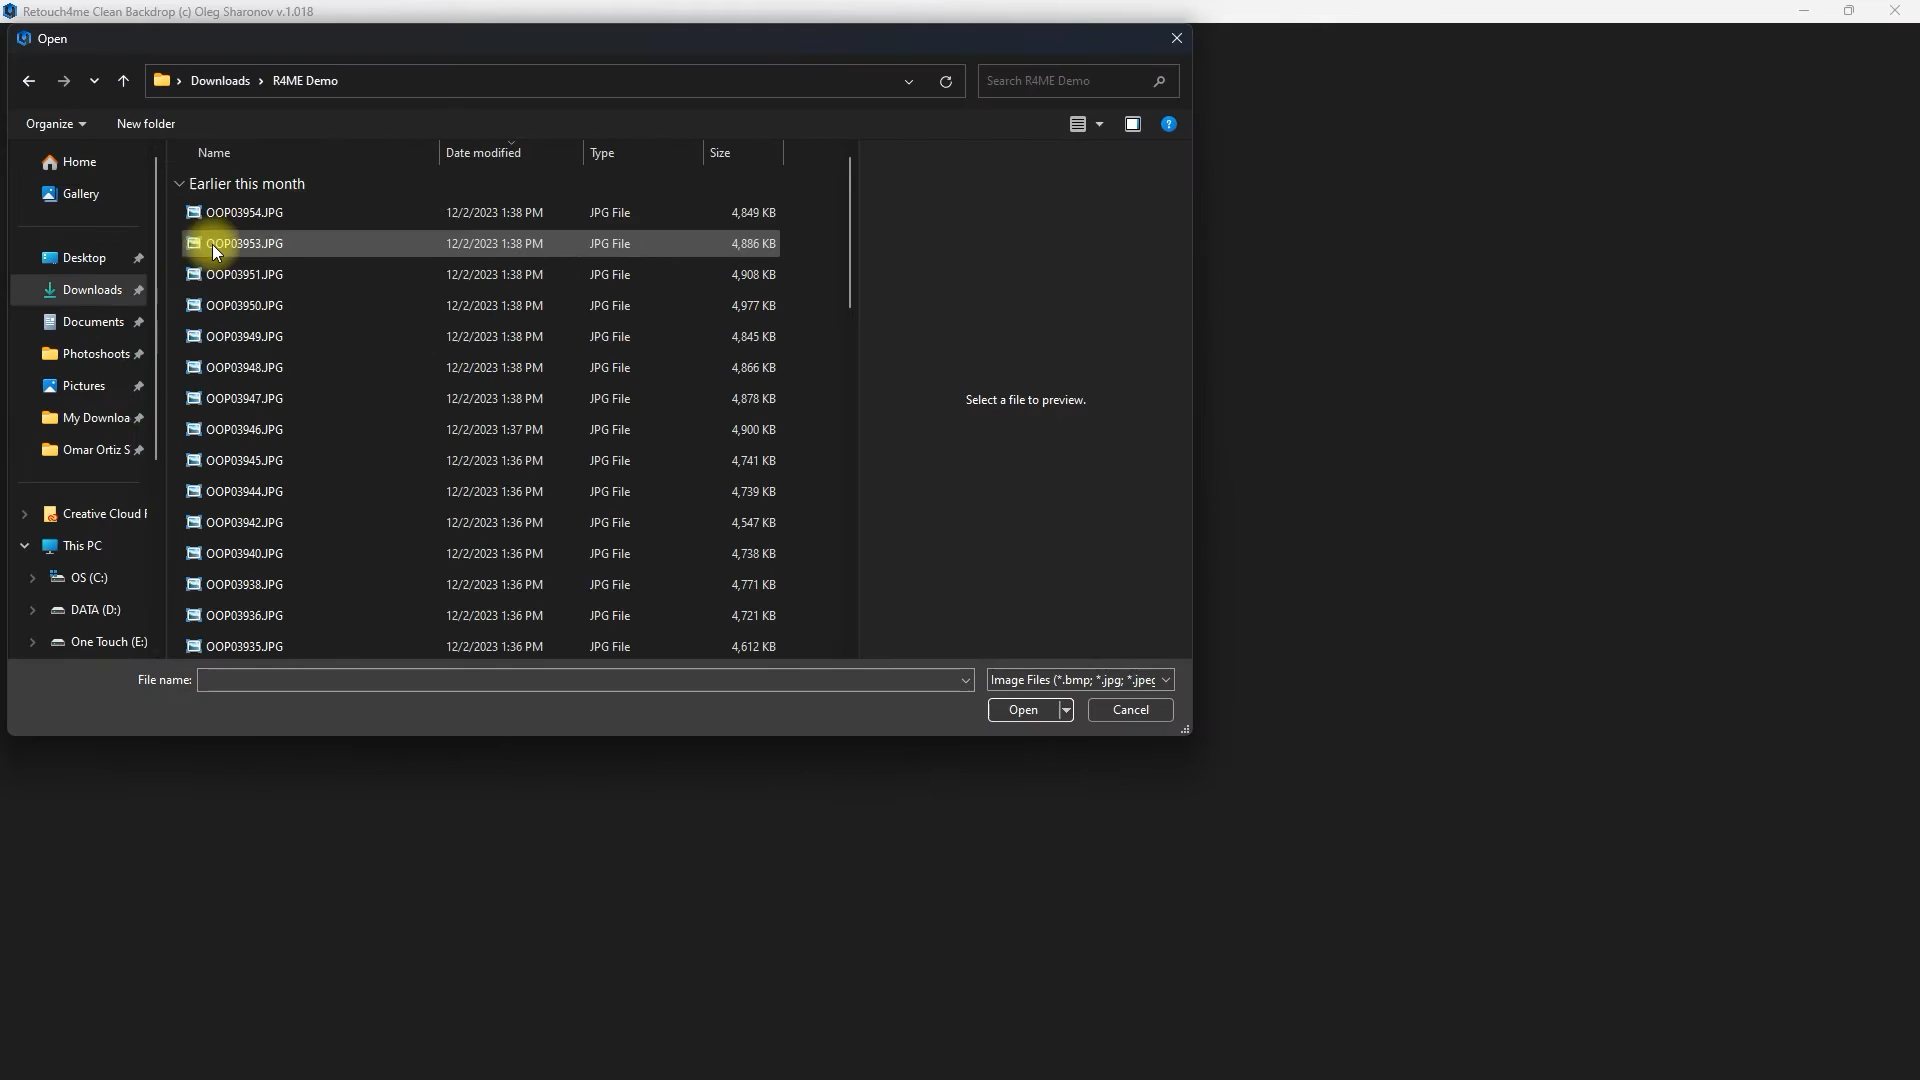 Retouch4me Clean Backdrop (c) Oleg Sharonov v.1.018
Open
Downloads > R4ME Demo
Search R4ME Demo
Organize
New folder
Name Date modified Type Size
Home
Gallery
Desktop
Downloads
Documents
Photoshoots
Pictures
My Downloa
Omar Ortiz S
Creative Cloud F
This PC
OS (C:)
DATA (D:)
One Touch (E:)
Earlier this month
OOP03954.JPG 12/2/2023 1:38 PM JPG File 4,849 KB
OOP03953.JPG 12/2/2023 1:38 PM JPG File 4,886 KB
OOP03951.JPG 12/2/2023 1:38 PM JPG File 4,908 KB
OOP03950.JPG 12/2/2023 1:38 PM JPG File 4,977 KB
OOP03949.JPG 12/2/2023 1:38 PM JPG File 4,845 KB
OOP03948.JPG 12/2/2023 1:38 PM JPG File 4,866 KB
OOP03947.JPG 12/2/2023 1:38 PM JPG File 4,878 KB
OOP03946.JPG 12/2/2023 1:37 PM JPG File 4,900 KB
OOP03945.JPG 12/2/2023 1:36 PM JPG File 4,741 KB
OOP03944.JPG 12/2/2023 1:36 PM JPG File 4,739 KB
OOP03942.JPG 12/2/2023 1:36 PM JPG File 4,547 KB
OOP03940.JPG 12/2/2023 1:36 PM JPG File 4,738 KB
OOP03938.JPG 12/2/2023 1:36 PM JPG File 4,771 KB
OOP03936.JPG 12/2/2023 1:36 PM JPG File 4,721 KB
OOP03935.JPG 12/2/2023 1:36 PM JPG File 4,612 KB
Select a file to preview.
File name:
Image Files (*.bmp; *.jpg; *.jpeg
Open
Cancel